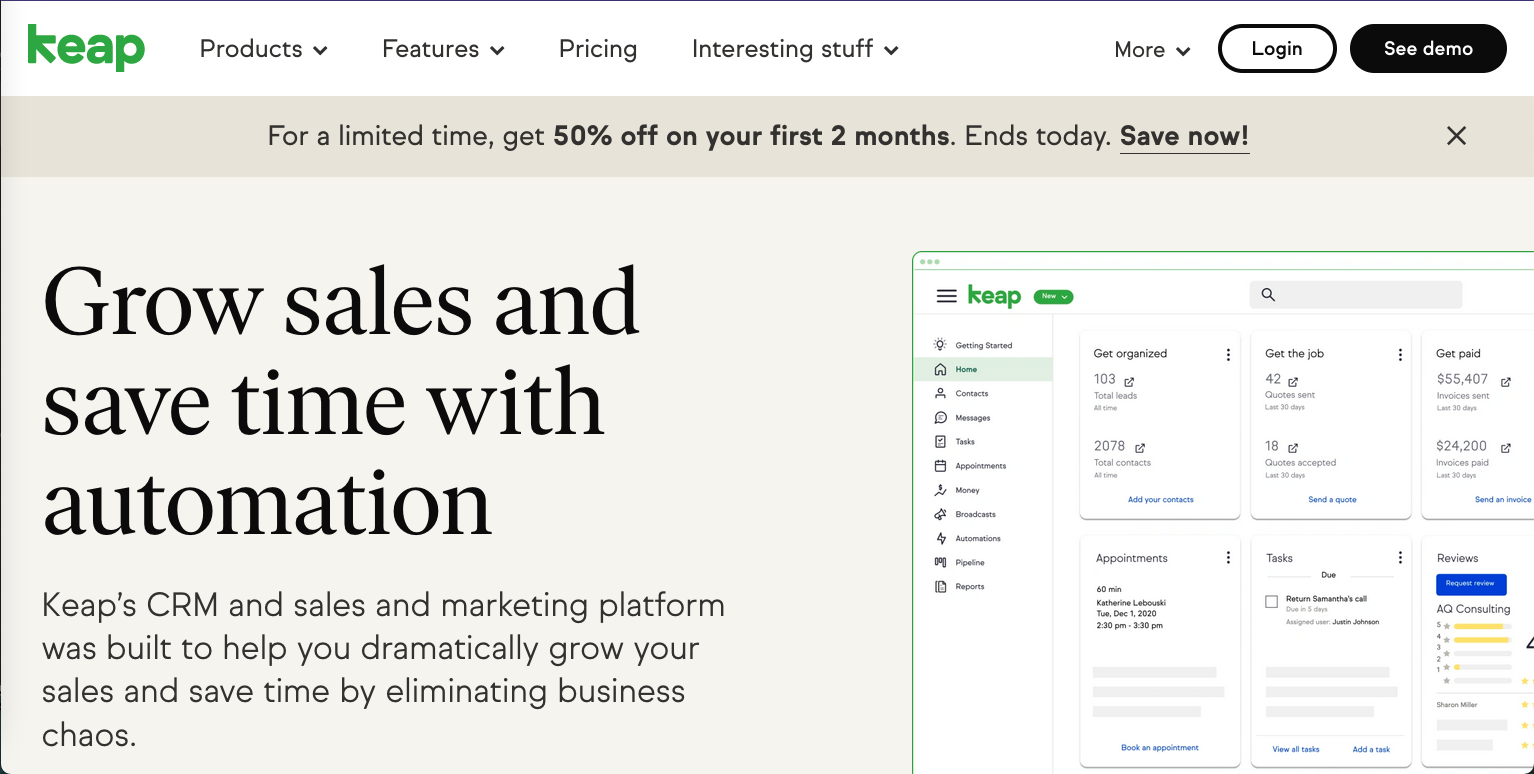 keap
Products
Features
Pricing
Interesting stuff
More
Login
See demo
For a limited time, get 50% off on your first 2 months. Ends today. Save now!
Grow sales and
save time with
automation
Keap’s CRM and sales and marketing platform
was built to help you dramatically grow your
sales and save time by eliminating business
chaos.
keap
New
Getting Started
Home
Contacts
Messages
Tasks
Appointments
Money
Broadcasts
Automations
Pipeline
Reports
Get organized
103
Total leads
All time
2078
Total contacts
All time
Add your contacts
Get the job
42
Quotes sent
Last 30 days
18
Quotes accepted
Last 30 days
Send a quote
Get paid
$55,407
Invoices sent
Last 30 days
$24,200
Invoices paid
Last 30 days
Send an invoice
Appointments
60 min
Katherine Lebouski
Tue, Dec 1, 2020
2:30 pm - 3:30 pm
Book an appointment
Tasks
Due
Return Samantha's call
Due in 5 days
Assigned user: Justin Johnson
View all tasks
Add a task
Reviews
Request review
AQ Consulting
5
4
3
2
1
Sharon Miller